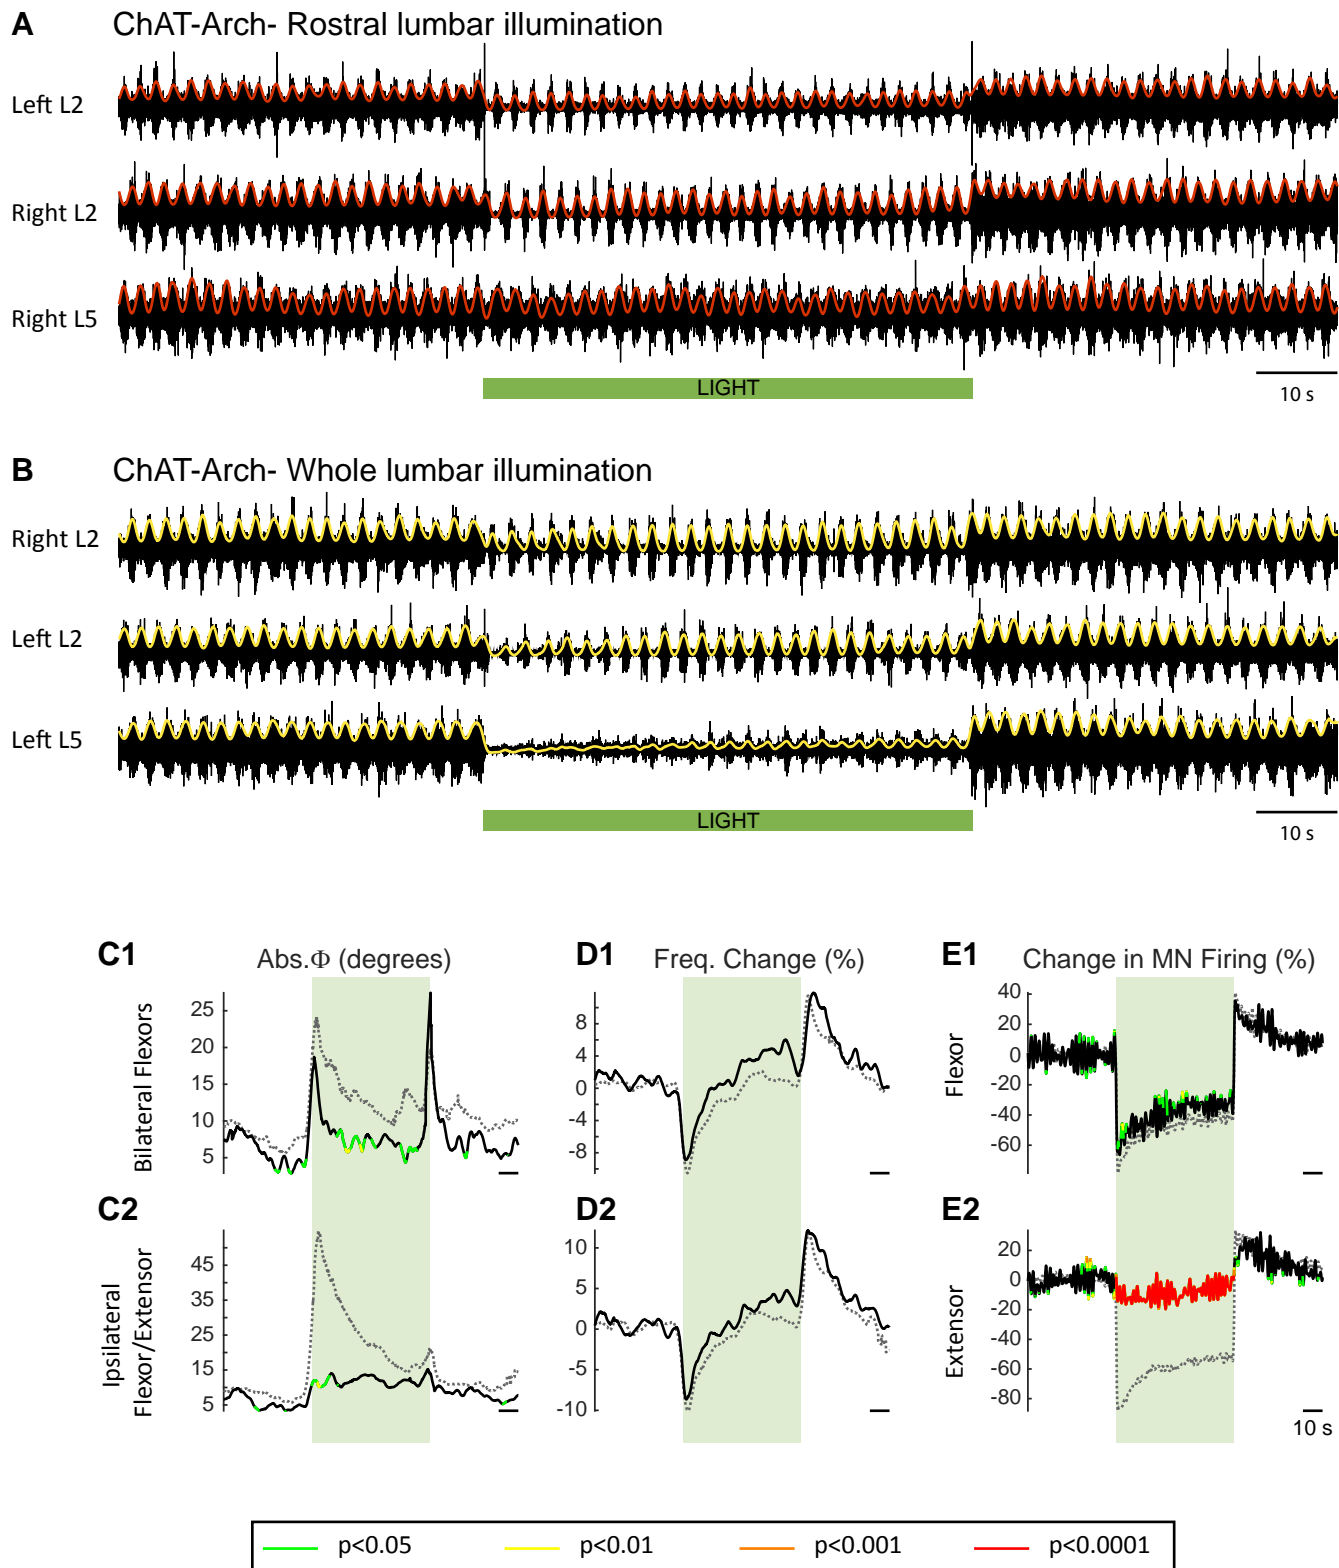 A ChAT-Arch- Rostral lumbar illumination
Left L2
Right L2
Right L5
LIGHT
10 s
B ChAT-Arch- Whole lumbar illumination
Right L2
Left L2
Left L5
LIGHT
10 s
C1 Abs.Φ (degrees)
Bilateral Flexors
25
20
15
10
5
D1 Freq. Change (%)
8
4
0
-4
-8
E1 Change in MN Firing (%)
Flexor
40
20
0
-20
-40
-60
C2
Ipsilateral
Flexor/Extensor
45
35
25
15
5
D2
10
5
0
-5
-10
E2
Extensor
20
0
-20
-40
-60
-80
10 s
p<0.05 p<0.01 p<0.001 p<0.0001